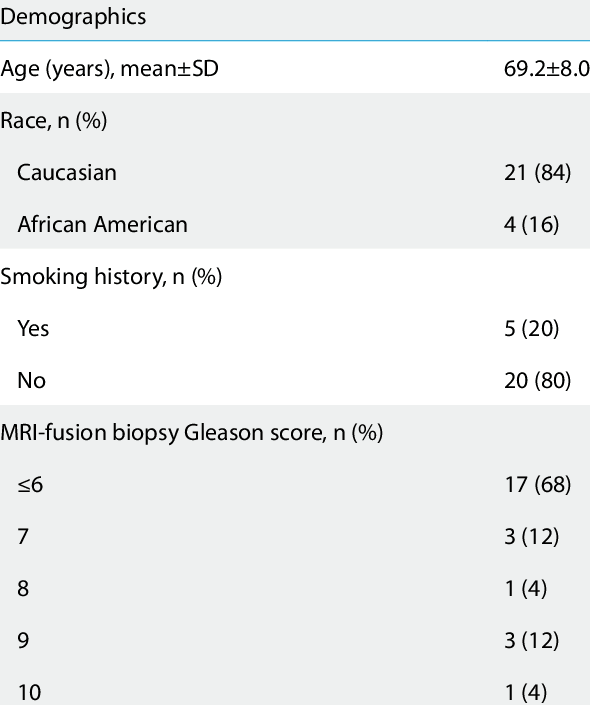 Demographics
Age (years), mean±SD 69.2±8.0
Race, n (%)
Caucasian 21 (84)
African American 4 (16)
Smoking history, n (%)
Yes 5 (20)
No 20 (80)
MRI-fusion biopsy Gleason score, n (%)
≤6 17 (68)
7 3 (12)
8 1 (4)
9 3 (12)
10 1 (4)